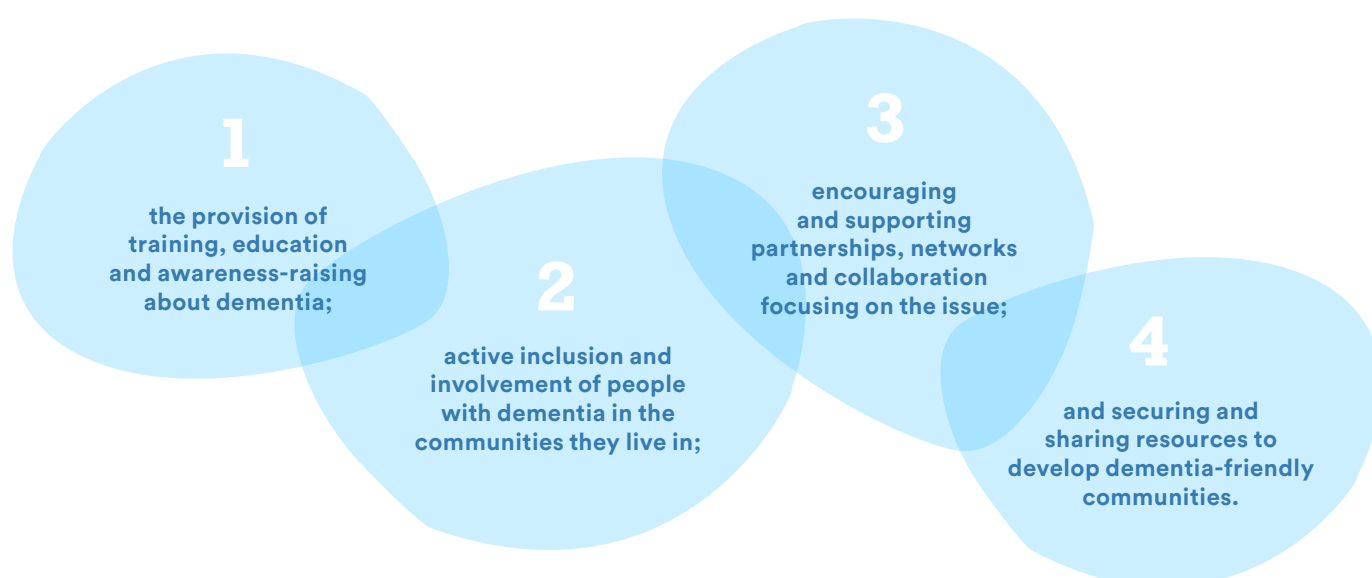 1
the provision of
training, education
and awareness-raising
about dementia;
2
active inclusion and
involvement of people
with dementia in the
communities they live in;
3
encouraging
and supporting
partnerships, networks
and collaboration
focusing on the issue;
4
and securing and
sharing resources to
develop dementia-friendly
communities.